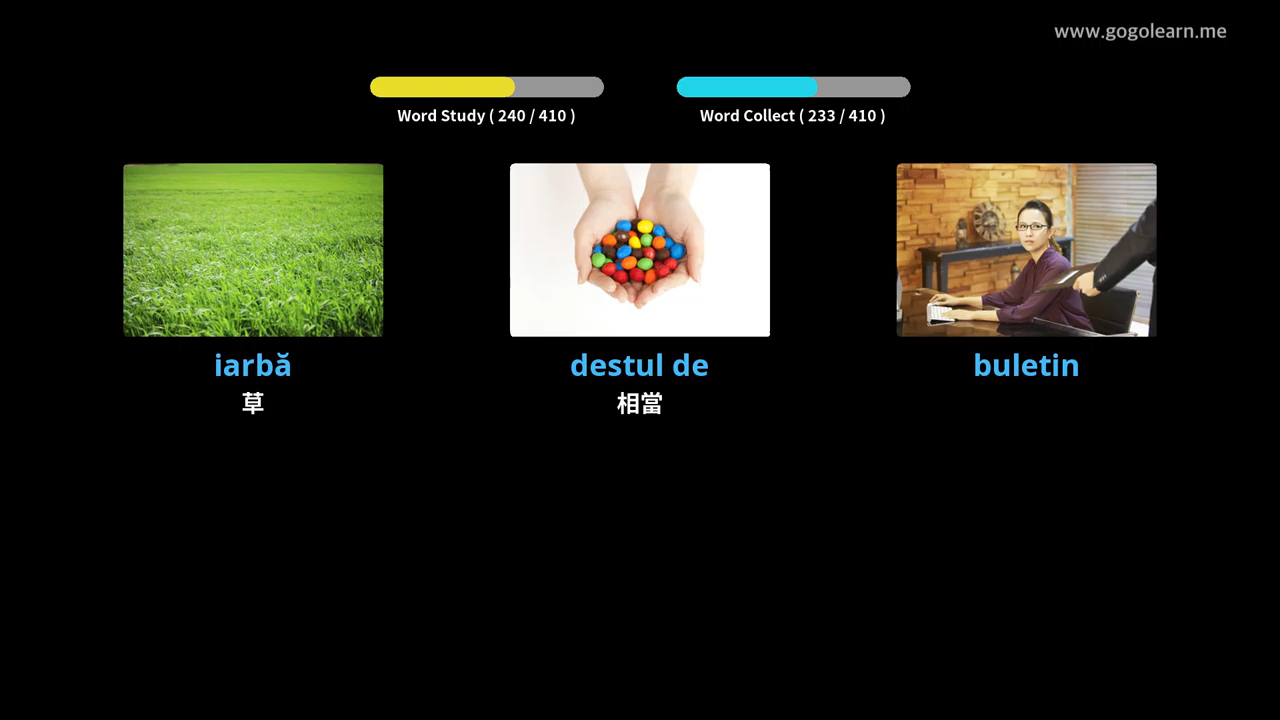 www.gogolearn.me
Word Study ( 240 / 410 )
Word Collect ( 233 / 410 )
iarbă
草
destul de
相當
buletin